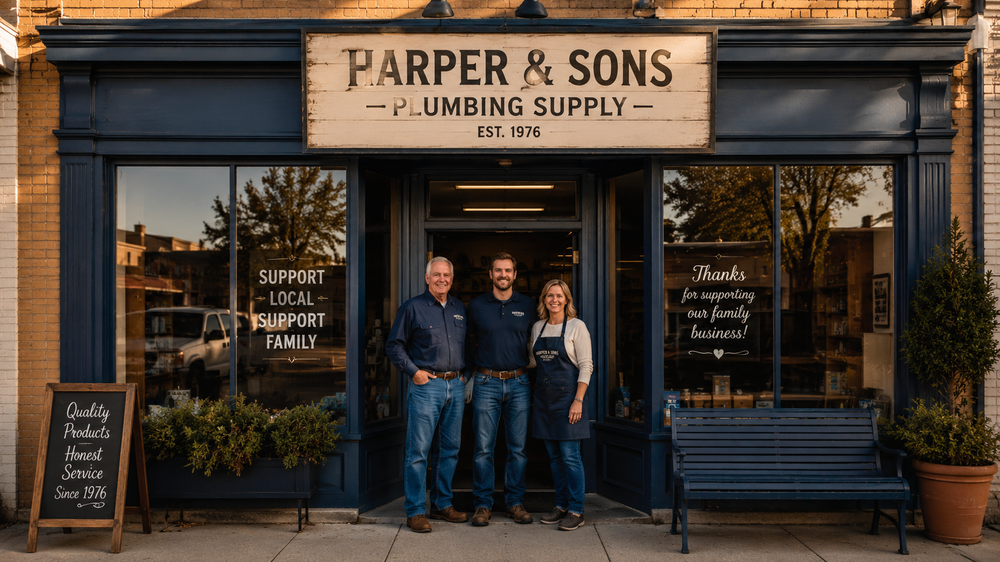 HARPER & SONS
— PLUMBING SUPPLY —
EST. 1976
SUPPORT
LOCAL
SUPPORT
FAMILY
Thanks
for supporting
our family
business!
Quality
Products
Honest
Service
Since 1976
HARPER & SONS